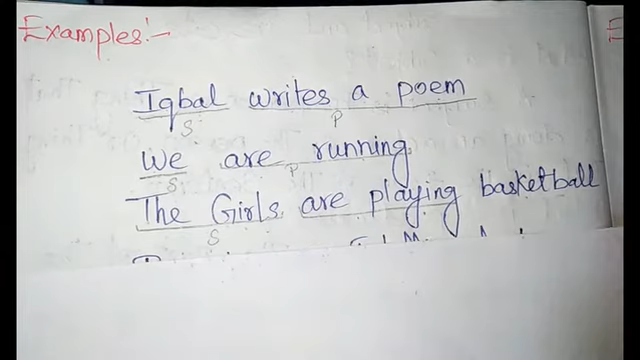 Examples:-
Iqbal writes a poem
S P
We are running
S P
The Girls are playing basketball
S